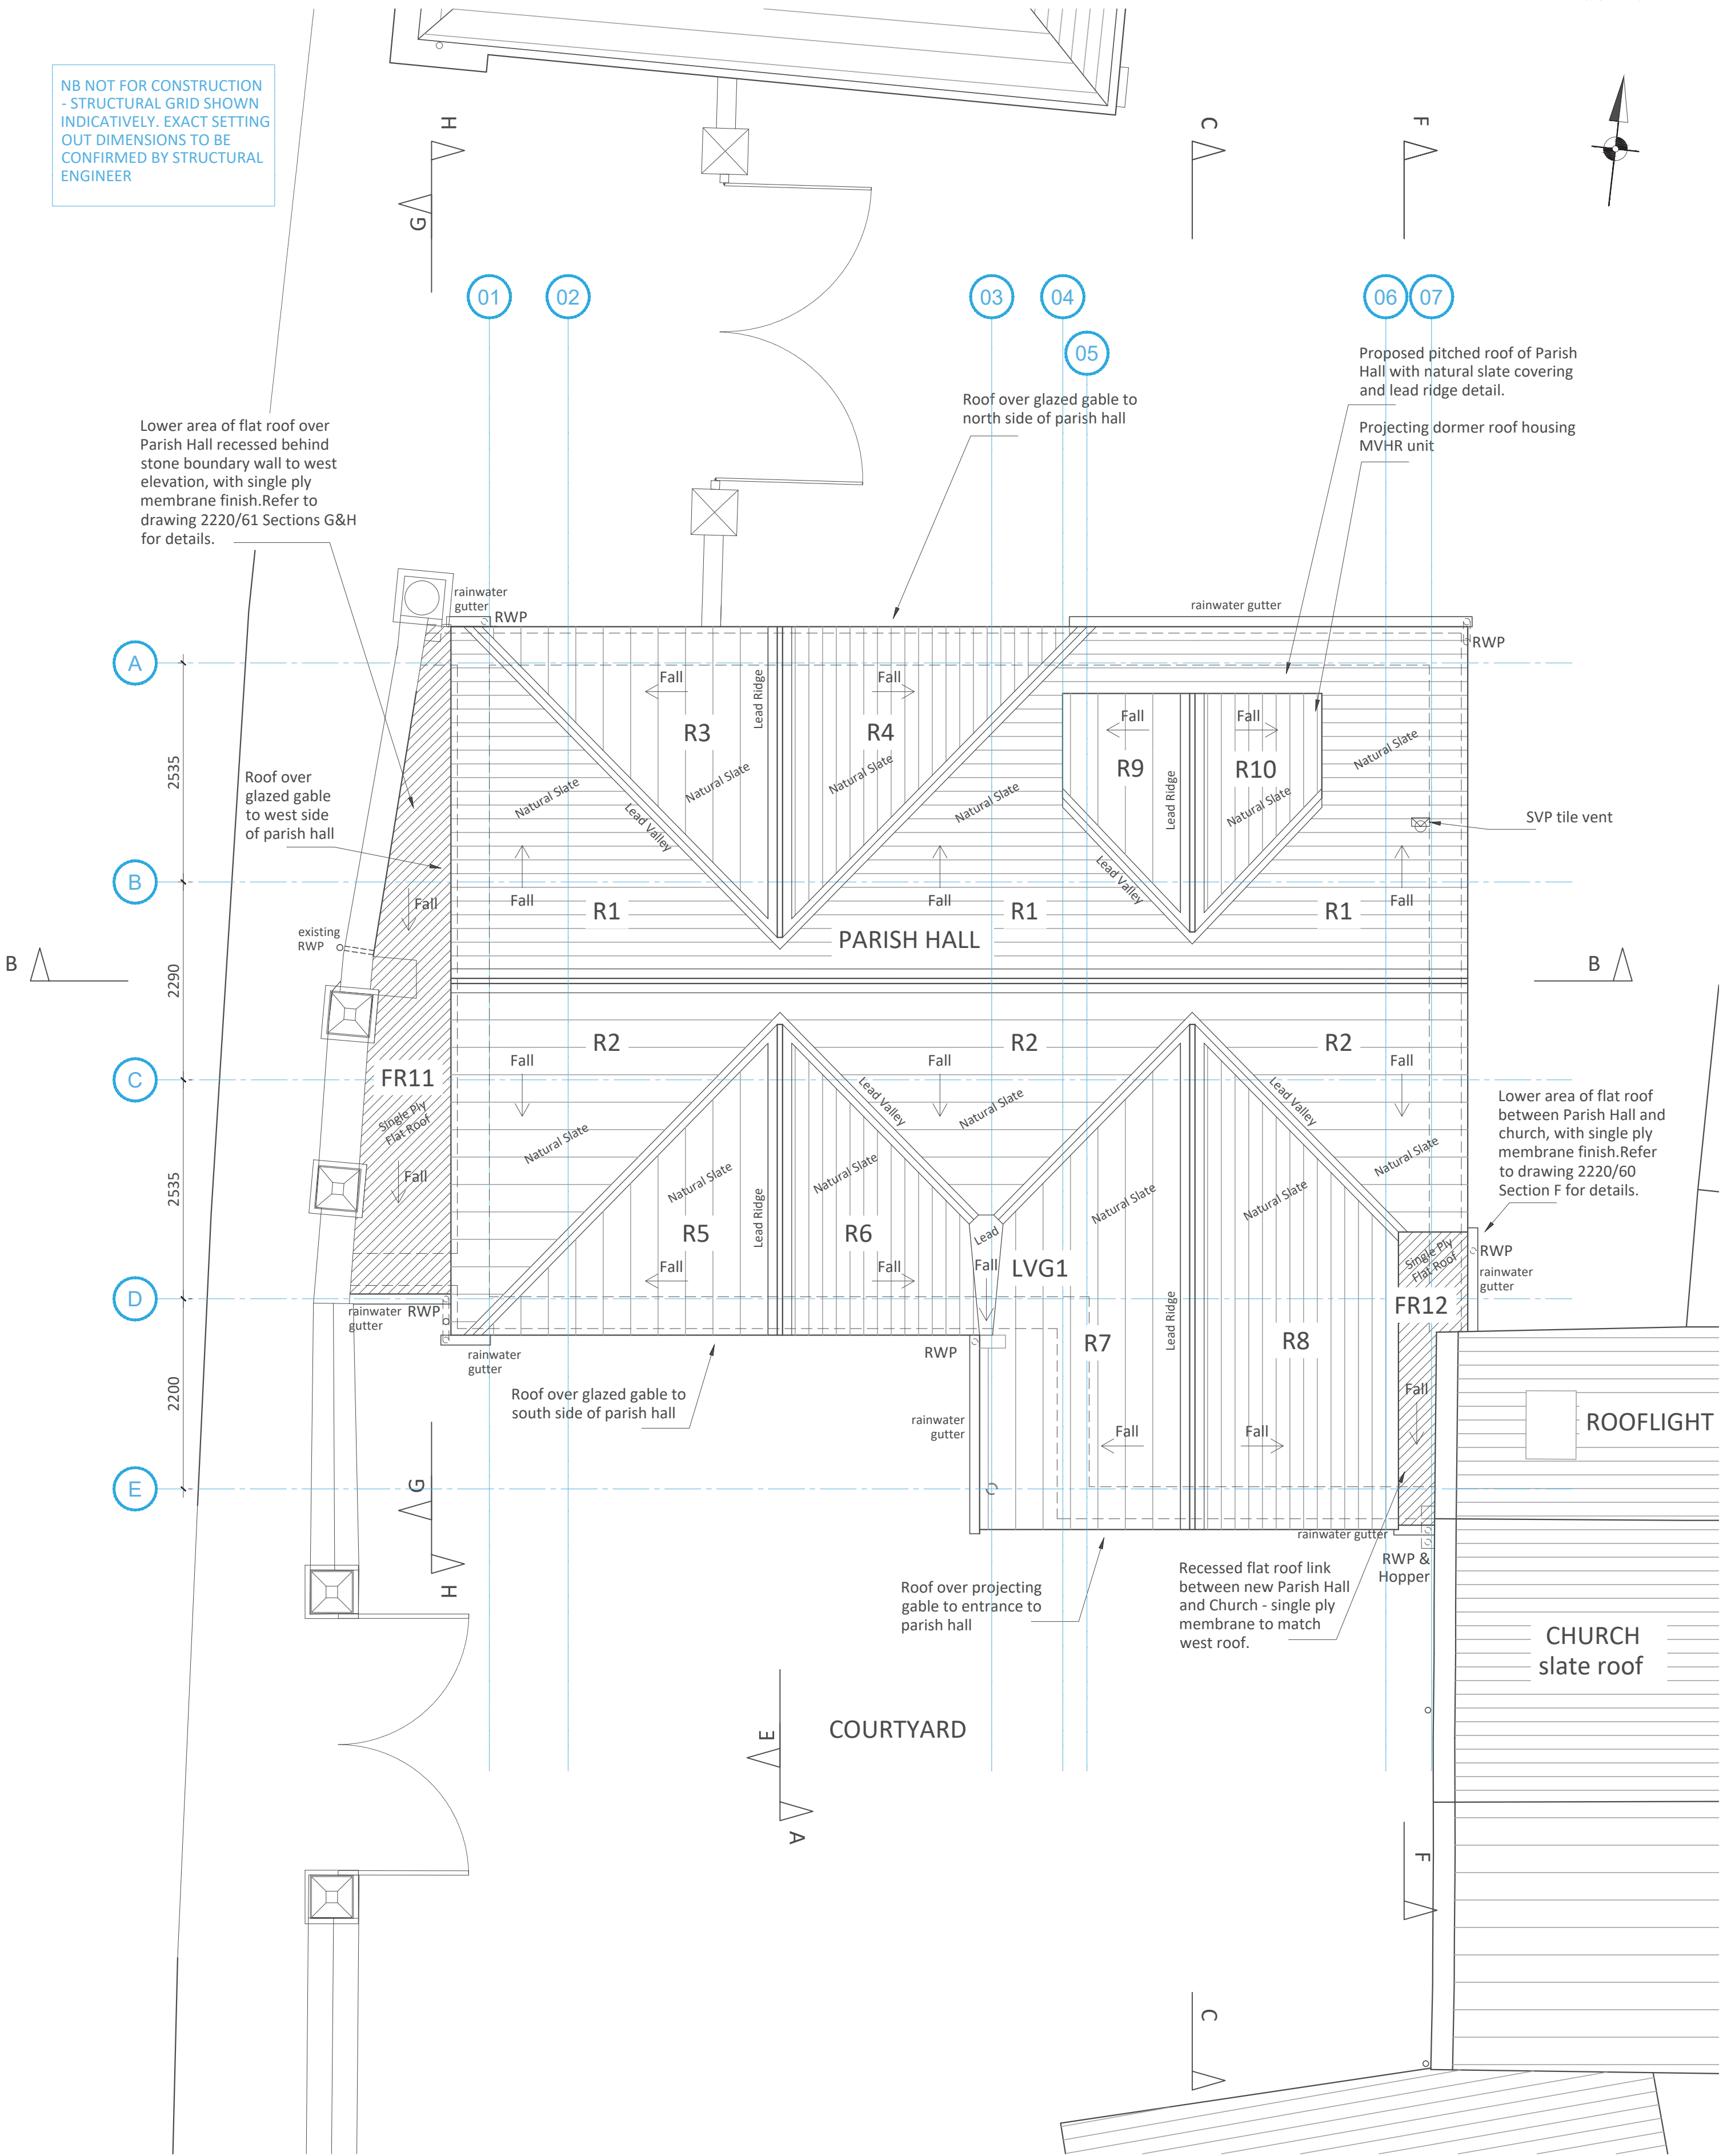 NB NOT FOR CONSTRUCTION
- STRUCTURAL GRID SHOWN
INDICATIVELY. EXACT SETTING
OUT DIMENSIONS TO BE
CONFIRMED BY STRUCTURAL
ENGINEER
H
G
C
F
01
02
03
04
05
06
07
Proposed pitched roof of Parish
Hall with natural slate covering
and lead ridge detail.
Projecting dormer roof housing
MVHR unit
Roof over glazed gable to
north side of parish hall
Lower area of flat roof over
Parish Hall recessed behind
stone boundary wall to west
elevation, with single ply
membrane finish.Refer to
drawing 2220/61 Sections G&H
for details.
rainwater
gutter
RWP
rainwater gutter
RWP
A
2535
Fall
Lead Ridge
Fall
R3
R4
Natural Slate
Natural Slate
Fall
Fall
R9
R10
Lead Ridge
Natural Slate
Natural Slate
Roof over
glazed gable
to west side
of parish hall
Natural Slate
Lead Valley
Natural Slate
Lead Valley
SVP tile vent
B
Fall
Fall
Fall
Fall
R1
R1
R1
existing
RWP
PARISH HALL
B
B
2290
R2
R2
R2
Fall
Fall
Fall
C
FR11
Single Ply
Flat Roof
Fall
Natural Slate
Lead Valley
Natural Slate
Lead Valley
Natural Slate
Lower area of flat roof
between Parish Hall and
church, with single ply
membrane finish.Refer
to drawing 2220/60
Section F for details.
2535
Natural Slate
Natural Slate
Lead Ridge
R5
R6
Fall
Fall
Lead
Fall
LVG1
Natural Slate
Natural Slate
Single Ply
Flat Roof
RWP
rainwater
gutter
FR12
D
rainwater
gutter
RWP
rainwater
gutter
RWP
R7
R8
Lead Ridge
2200
Roof over glazed gable to
south side of parish hall
rainwater
gutter
Fall
Fall
Fall
ROOFLIGHT
E
G
H
rainwater gutter
RWP &
Hopper
Roof over projecting
gable to entrance to
parish hall
Recessed flat roof link
between new Parish Hall
and Church - single ply
membrane to match
west roof.
CHURCH
slate roof
E
COURTYARD
A
F
C